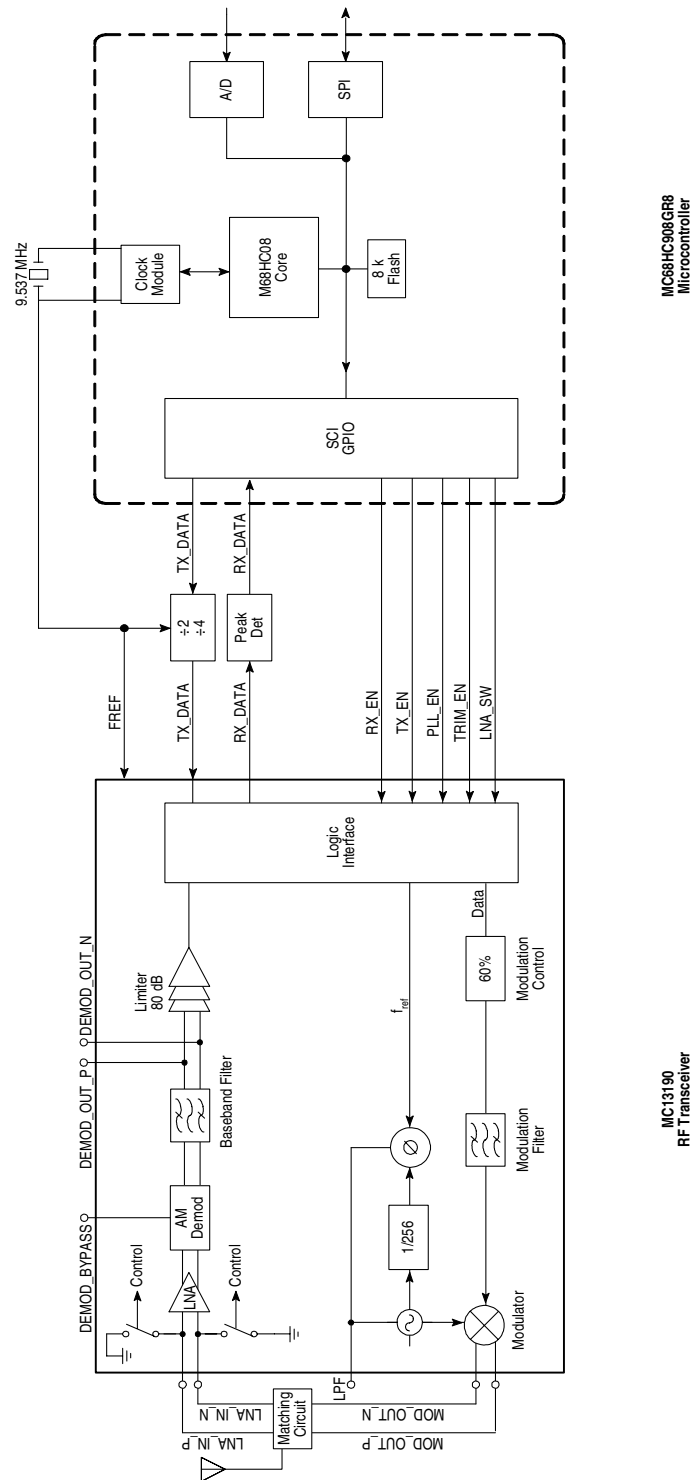 DEMOD_BYPASS
DEMOD_OUT_P
DEMOD_OUT_N
FREF
9.537 MHz
Control
Control
LNA
AM
Demod
Baseband Filter
Limiter
80 dB
Logic
Interface
TX_DATA
RX_DATA
÷2
÷4
Peak
Det
TX_DATA
RX_DATA
Clock
Module
M68HC08
Core
8 k
Flash
A/D
SPI
SCI
GPIO
LNA_IN_P
LNA_IN_N
Matching
Circuit
MOD_OUT_N
MOD_OUT_P
LPF
1/256
Ø
fref
RX_EN
TX_EN
PLL_EN
TRIM_EN
LNA_SW
Modulator
Modulation
Filter
60%
Modulation
Control
Data
MC13190
RF Transceiver
MC68HC908GR8
Microcontroller